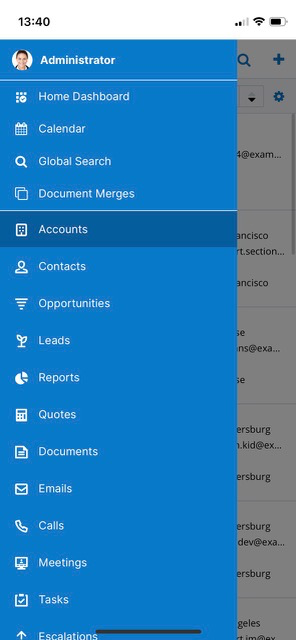 13:40
Administrator
Home Dashboard
Calendar
Global Search
Document Merges
Accounts
Contacts
Opportunities
Leads
Reports
Quotes
Documents
Emails
Calls
Meetings
Tasks
Escalations
4@exam...
ancisco
rt.section...
ancisco
se
ns@exa...
se
ersburg
n.kid@ex...
ersburg
ersburg
dev@exa...
ersburg
geles
rt.im@ex...